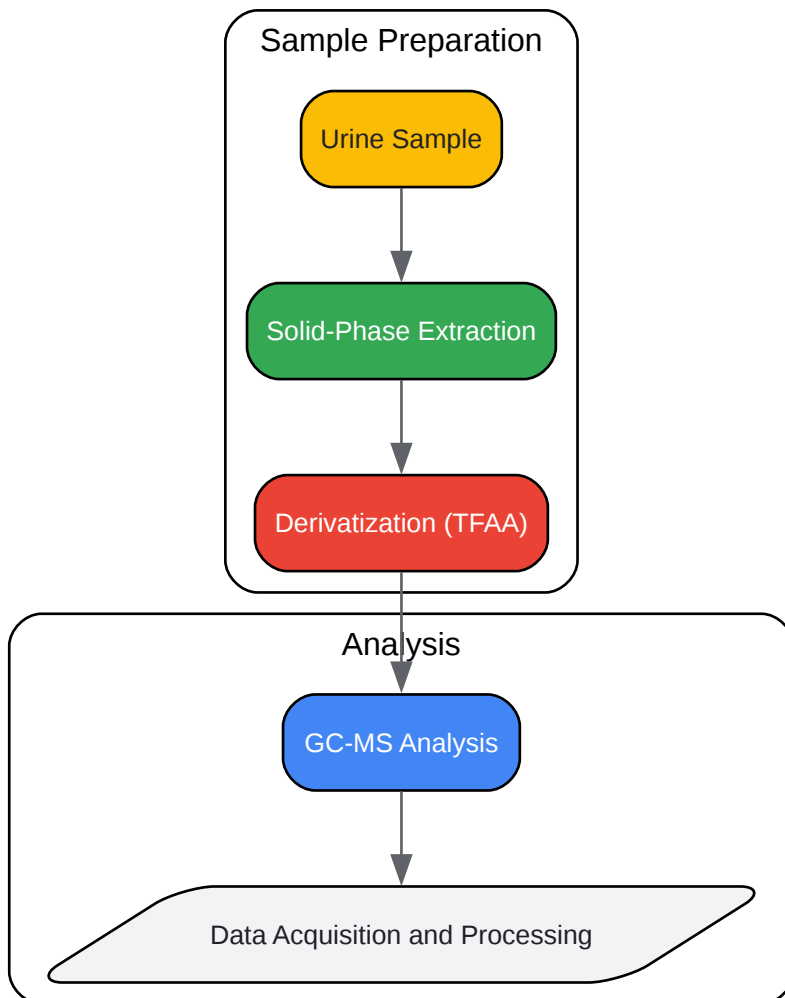 Sample Preparation
Urine Sample
Solid-Phase Extraction
Derivatization (TFAA)
Analysis
GC-MS Analysis
Data Acquisition and Processing